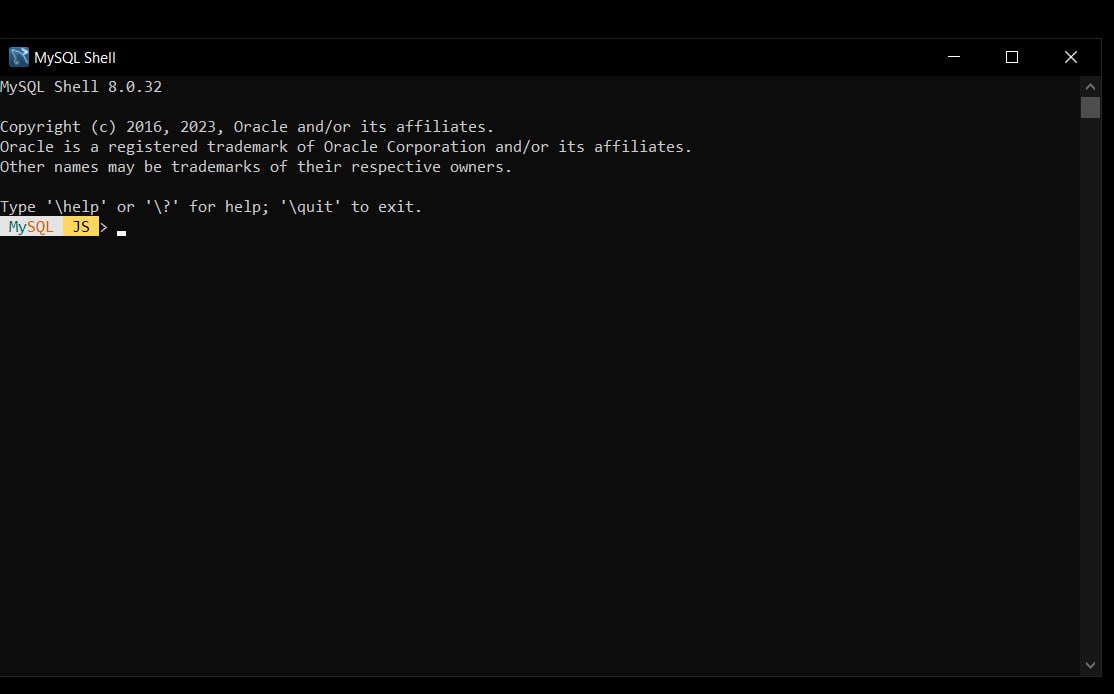 MySQL Shell
MySQL Shell 8.0.32
Copyright (c) 2016, 2023, Oracle and/or its affiliates.
Oracle is a registered trademark of Oracle Corporation and/or its affiliates.
Other names may be trademarks of their respective owners.
Type '\help' or '\?' for help; '\quit' to exit.
MySQL JS>